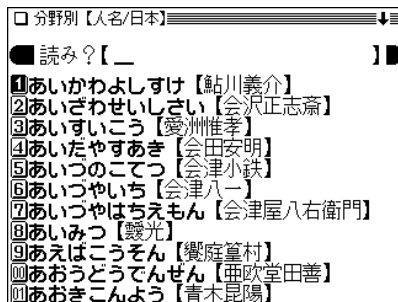 分野別【人名/日本】
読み?【 】
1あいかわよしすけ【鮎川義介】
2あいざわせいしさい【会沢正志斎】
3あいすいこう【愛洲惟孝】
4あいだやすあき【会田安明】
5あいづのこてつ【会津小鉄】
6あいづやいち【会津八一】
7あいづやはちえもん【会津屋八右衛門】
8あいみつ【靉光】
9あえばこうそん【饗庭篁村】
00あおうどうでんぜん【亜欧堂田善】
01あおきこんよう【青木昆陽】